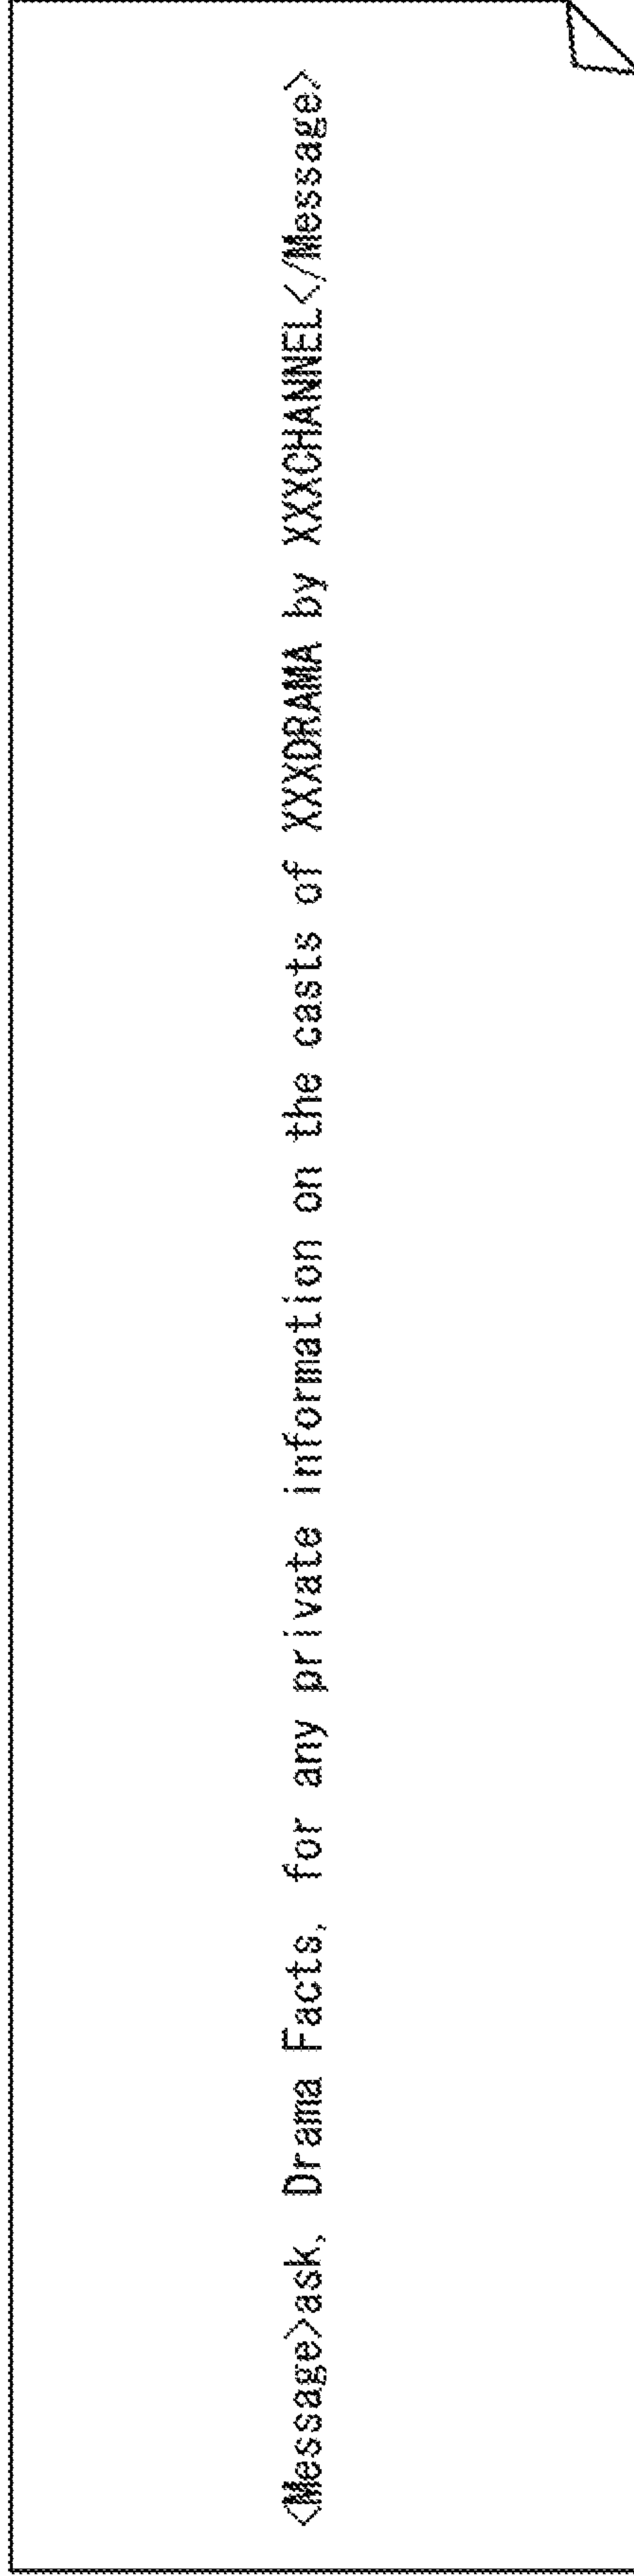 <Message>ask, Drama Facts, for any private information on the casts of XXXDRAMA by XXXCHANNEL</Message>